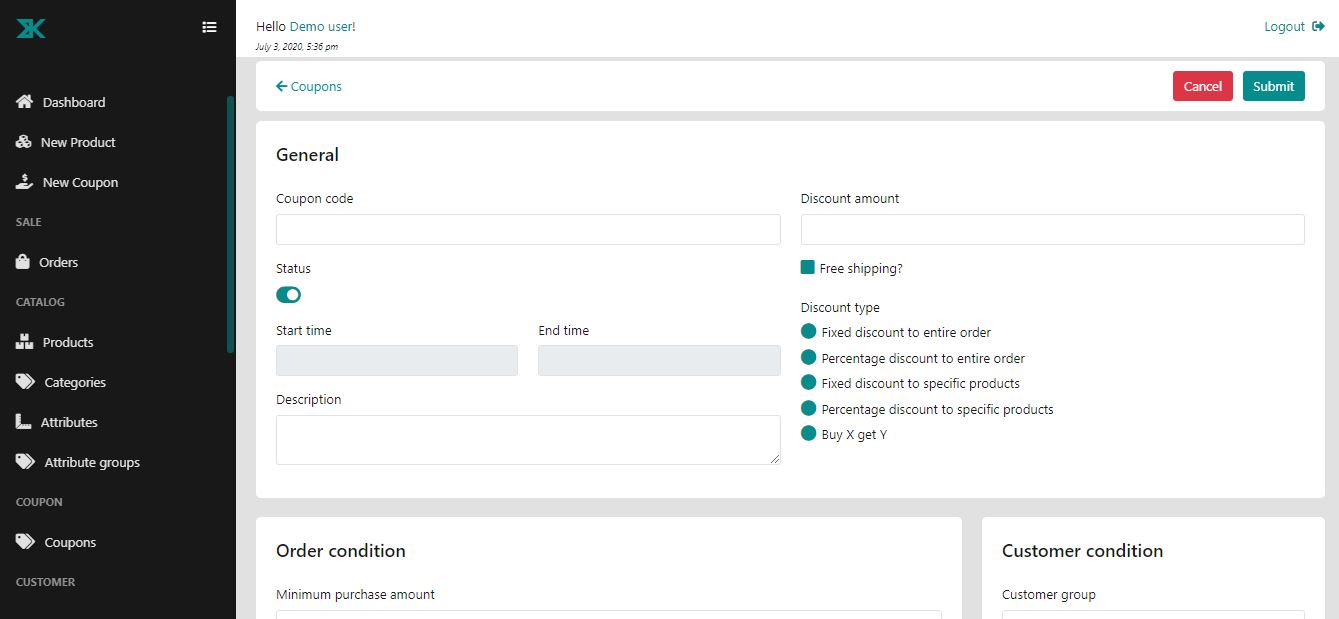 Hello Demo user!
July 3, 2020, 5:36 pm
Logout
Dashboard
New Product
New Coupon
SALE
Orders
CATALOG
Products
Categories
Attributes
Attribute groups
COUPON
Coupons
CUSTOMER
Coupons
Cancel
Submit
General
Coupon code
Status
Start time
End time
Description
Discount amount
Free shipping?
Discount type
Fixed discount to entire order
Percentage discount to entire order
Fixed discount to specific products
Percentage discount to specific products
Buy X get Y
Order condition
Minimum purchase amount
Customer condition
Customer group